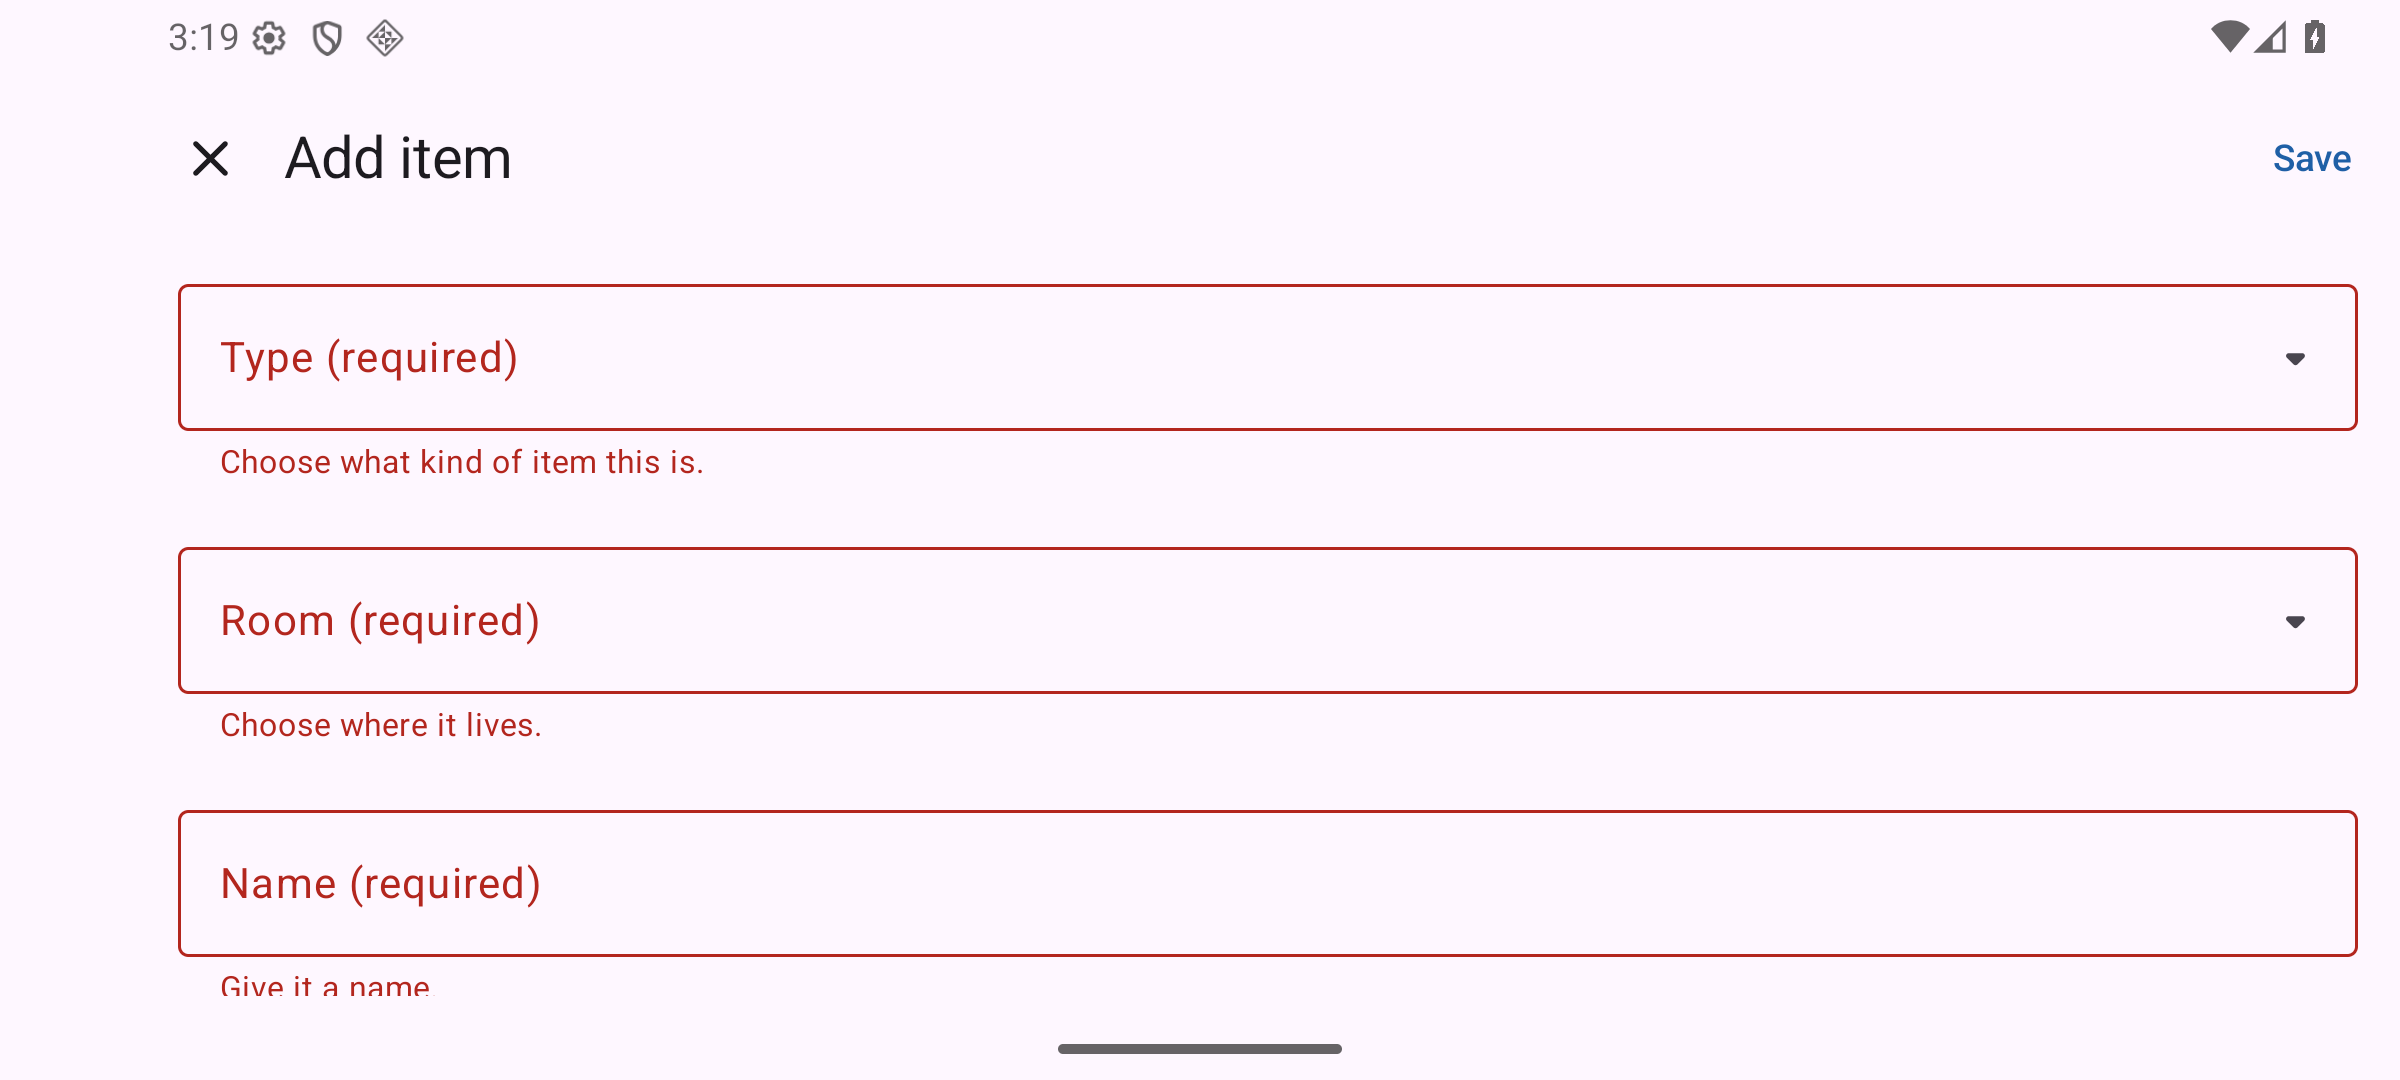 3:19
Add item
Save
Type (required)
Choose what kind of item this is.
Room (required)
Choose where it lives.
Name (required)
Give it a name.